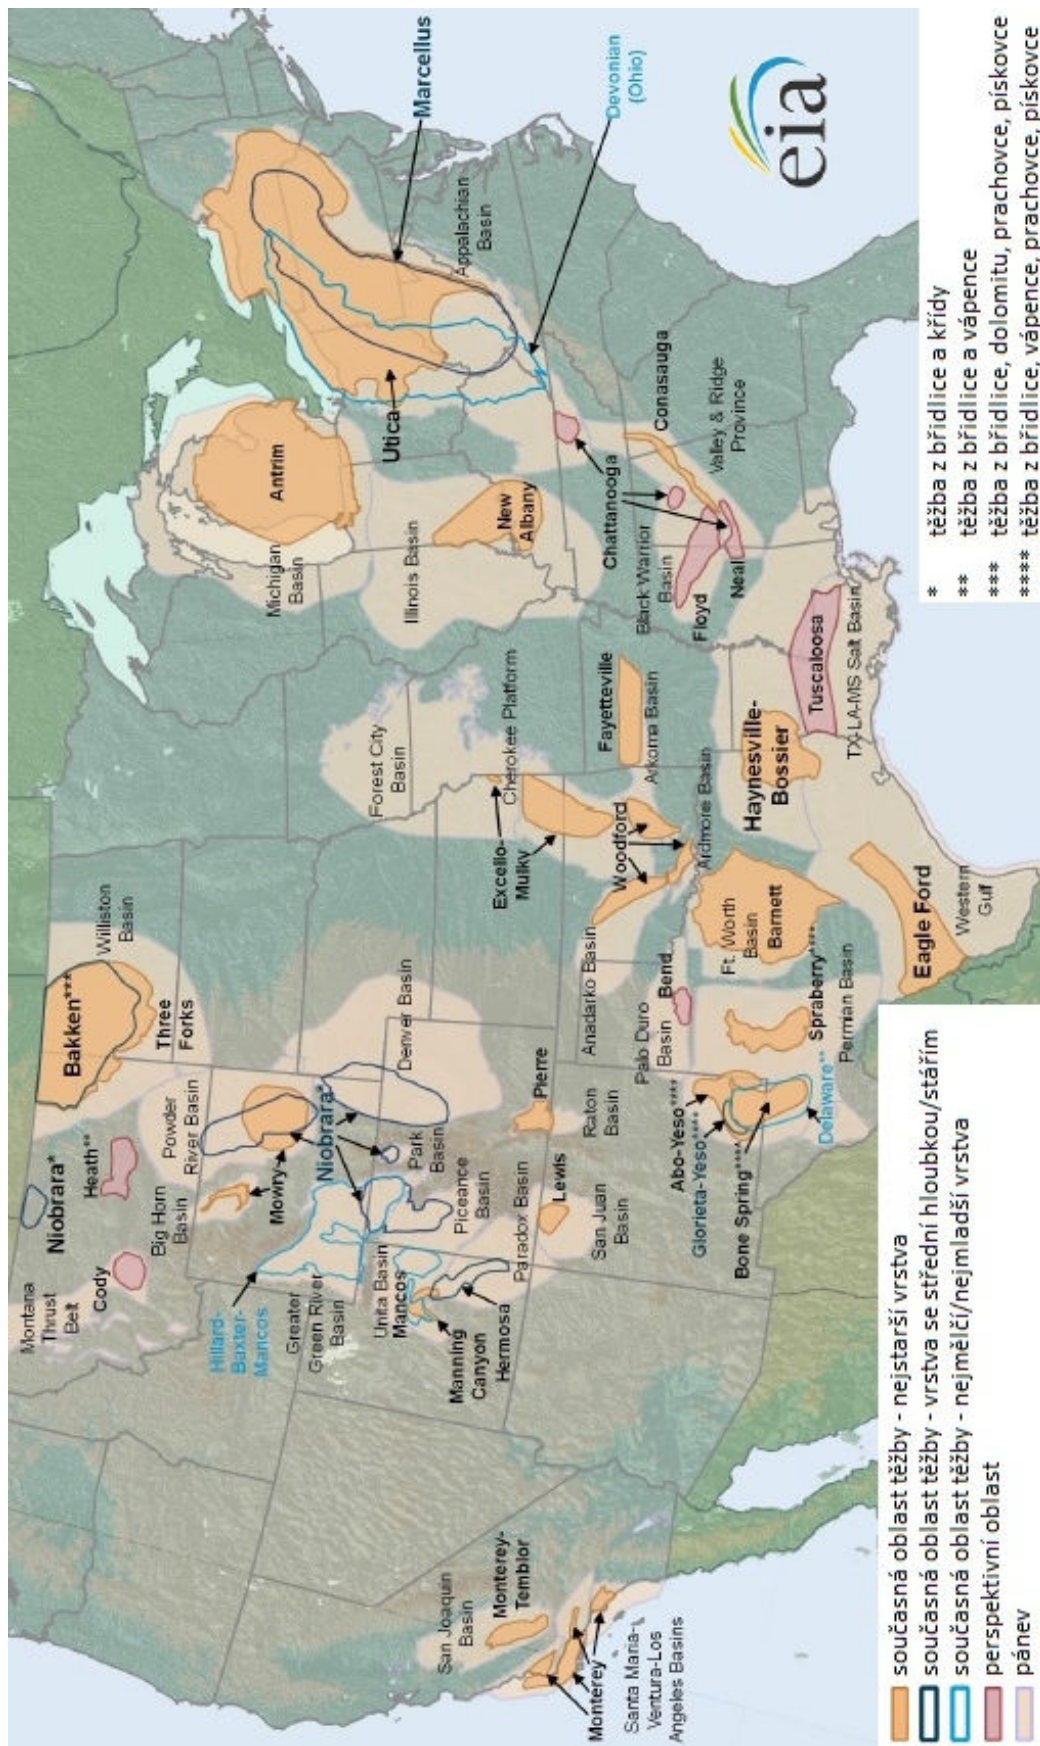 Montana
Thrust
Belt
Cody
Niobrara*
Heath**
Big Horn
Basin
Powder
River Basin
Bakken***
Three
Forks
Williston
Basin
Hillard-
Baxter-
Mancos
Greater
Green River
Basin
Mowry
Niobrara*
Uinta Basin
Mancos
Manning
Canyon
Hermosa
Park
Basin
Piceance
Basin
Paradox Basin
Denver Basin
Pierre
Lewis
San Juan
Basin
Raton
Basin
San Joaquin
Basin
Monterey-
Temblor
Monterey
Santa Maria-
Ventura-Los
Angeles Basins
Forest City
Basin
Cherokee Platform
Excello-
Mulky
Anadarko Basin
Woodford
Ardmore Basin
Arkoma Basin
Fayetteville
Palo Duro
Basin
Bend
Ft. Worth
Basin
Barnett
Abo-Yeso****
Glorieta-Yeso****
Bone Spring****
Delaware**
Spraberry****
Permian Basin
Eagle Ford
Western
Gulf
Haynesville-
Bossier
Tuscaloosa
TX-LA-MS Salt Basin
Michigan
Basin
Antrim
Illinois Basin
New
Albany
Utica
Marcellus
Devonian
(Ohio)
Appalachian
Basin
Chattanooga
Conasauga
Valley & Ridge
Province
Black Warrior
Basin
Floyd
Neal
eia
současná oblast těžby - nejstarší vrstva
současná oblast těžby - vrstva se střední hloubkou/stářím
současná oblast těžby - nejmělčí/nejmladší vrstva
perspektivní oblast
pánev
* těžba z břidlice a křídy
** těžba z břidlice a vápence
*** těžba z břidlice, dolomitu, prachovce, pískovce
**** těžba z břidlice, vápence, prachovce, pískovce